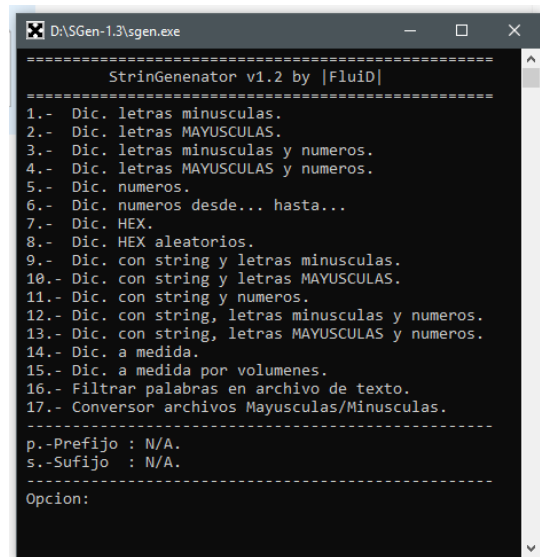 D:\SGen-1.3\sgen.exe
===================================================
StrinGenenator v1.2 by |FluiD|
===================================================
1.- Dic. letras minusculas.
2.- Dic. letras MAYUSCULAS.
3.- Dic. letras minusculas y numeros.
4.- Dic. letras MAYUSCULAS y numeros.
5.- Dic. numeros.
6.- Dic. numeros desde... hasta...
7.- Dic. HEX.
8.- Dic. HEX aleatorios.
9.- Dic. con string y letras minusculas.
10.- Dic. con string y letras MAYUSCULAS.
11.- Dic. con string y numeros.
12.- Dic. con string, letras minusculas y numeros.
13.- Dic. con string, letras MAYUSCULAS y numeros.
14.- Dic. a medida.
15.- Dic. a medida por volumenes.
16.- Filtrar palabras en archivo de texto.
17.- Conversor archivos Mayusculas/Minusculas.
---------------------------------------------------
p.-Prefijo : N/A.
s.-Sufijo : N/A.
---------------------------------------------------
Opcion: